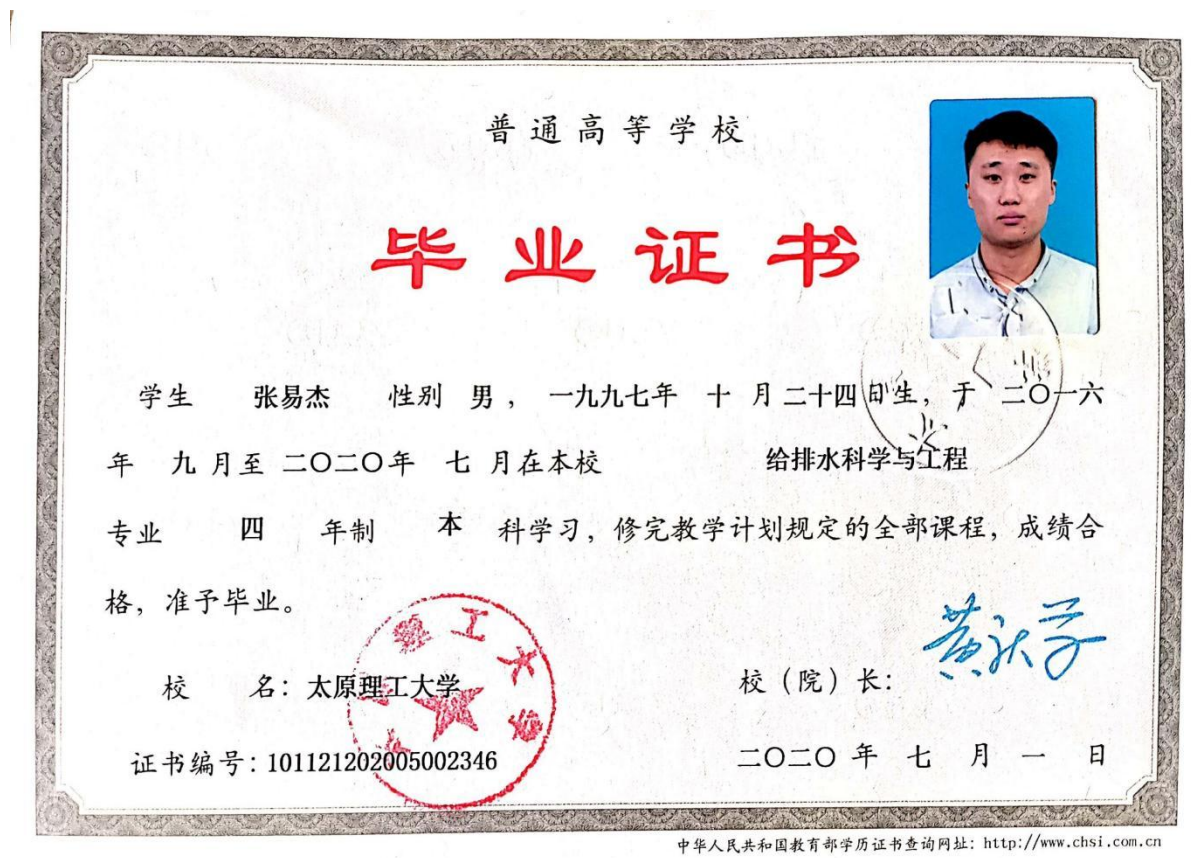 普通高等学校
毕业证书
学生 张易杰 性别 男， 一九九七年 十 月 二十四 日生，于 二〇一六
年 九 月至 二〇二〇年 七 月在本校 给排水科学与工程
专业 四 年制 本 科学习，修完教学计划规定的全部课程，成绩合
格，准予毕业。
校 名：太原理工大学
校（院）长：
证书编号：101121202005002346
二〇二〇 年 七 月 一 日
中华人民共和国教育部学历证书查询网址：http://www.chsi.com.cn